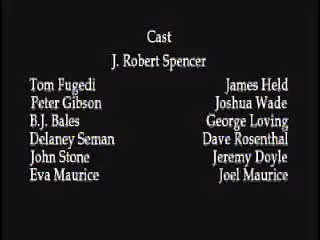 Cast
J. Robert Spencer
Tom Fugedi James Held
Peter Gibson Joshua Wade
B.J. Bales George Loving
Delaney Seman Dave Rosenthal
John Stone Jeremy Doyle
Eva Maurice Joel Maurice